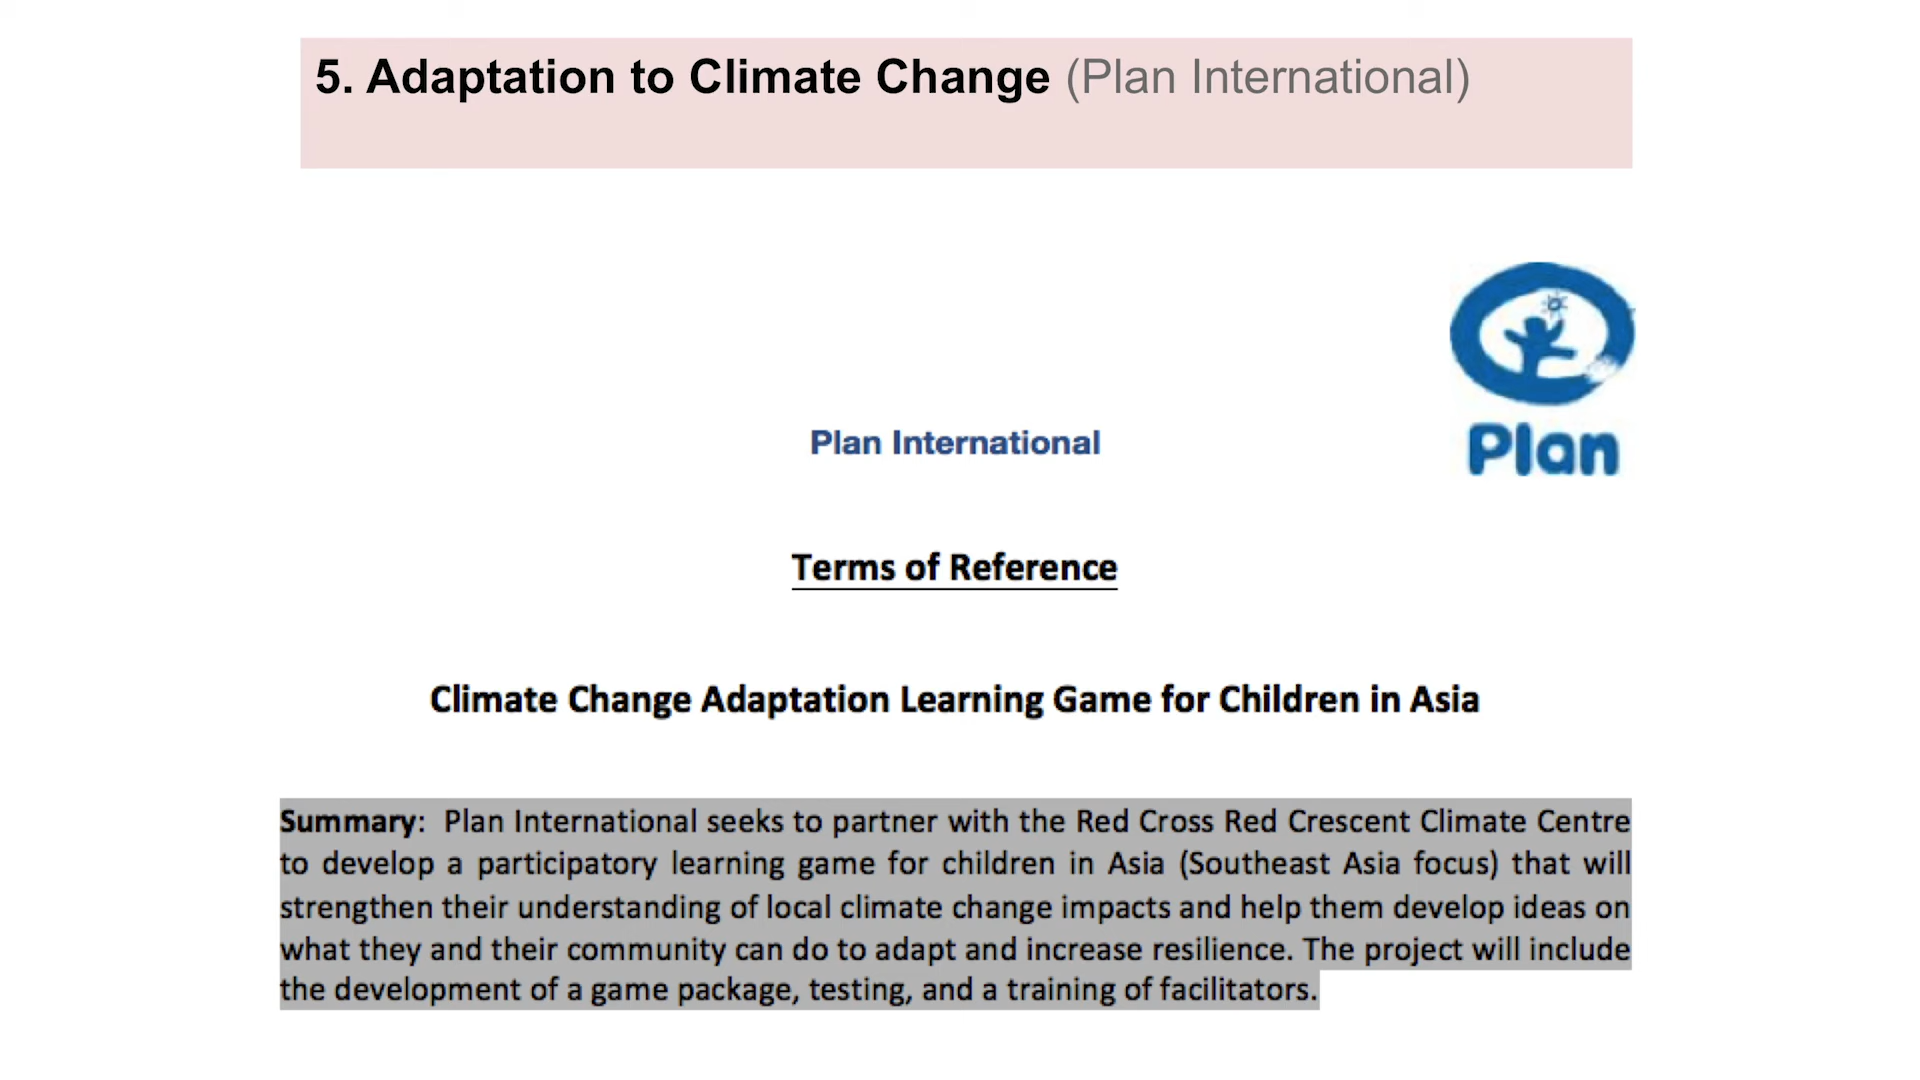 5. Adaptation to Climate Change (Plan International)
Plan
Plan International
Terms of Reference
Climate Change Adaptation Learning Game for Children in Asia
Summary: Plan International seeks to partner with the Red Cross Red Crescent Climate Centre
to develop a participatory learning game for children in Asia (Southeast Asia focus) that will
strengthen their understanding of local climate change impacts and help them develop ideas on
what they and their community can do to adapt and increase resilience. The project will include
the development of a game package, testing, and a training of facilitators.